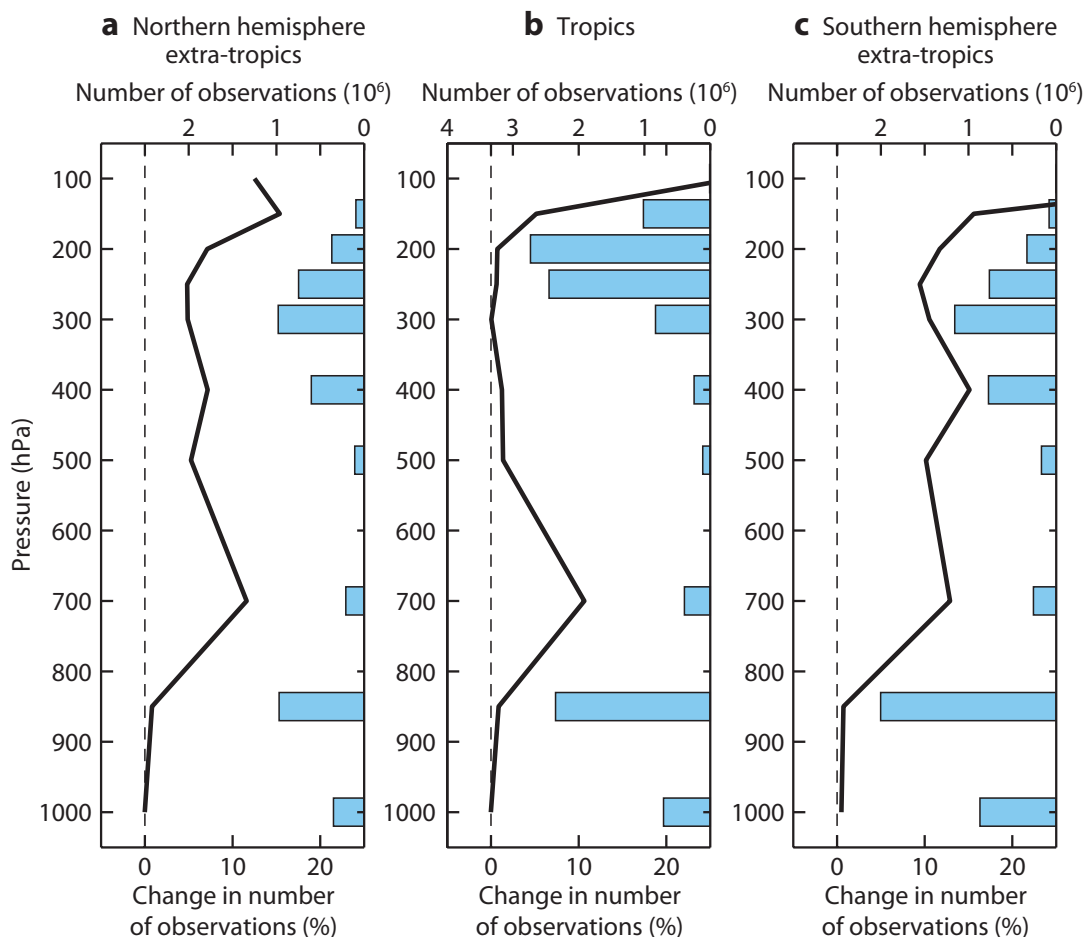 a Northern hemisphere
extra-tropics
Number of observations (10⁶)
2 1 0
100
200
300
400
500
600
700
800
900
1000
Pressure (hPa)
0 10 20
Change in number
of observations (%)
b Tropics
Number of observations (10⁶)
4 3 2 1 0
100
200
300
400
500
600
700
800
900
1000
0 10 20
Change in number
of observations (%)
c Southern hemisphere
extra-tropics
Number of observations (10⁶)
2 1 0
100
200
300
400
500
600
700
800
900
1000
0 10 20
Change in number
of observations (%)